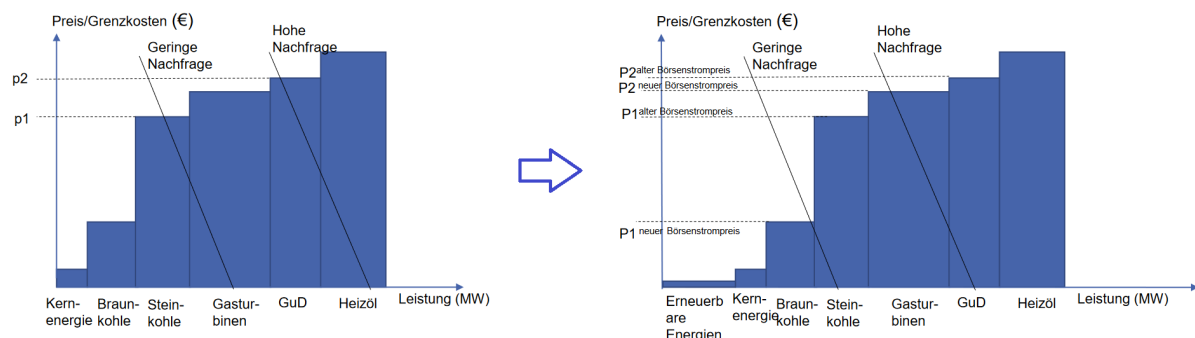 Preis/Grenzkosten (€)
Geringe
Nachfrage
Hohe
Nachfrage
p2
p1
Kern-
energie
Braun-
kohle
Stein-
kohle
Gastur-
binen
GuD
Heizöl
Leistung (MW)
Preis/Grenzkosten (€)
Geringe
Nachfrage
Hohe
Nachfrage
P2 alter Börsenstrompreis
P2 neuer Börsenstrompreis
P1 alter Börsenstrompreis
P1 neuer Börsenstrompreis
Erneuerb
are
Energien
Kern-
energie
Braun-
kohle
Stein-
kohle
Gastur-
binen
GuD
Heizöl
Leistung (MW)